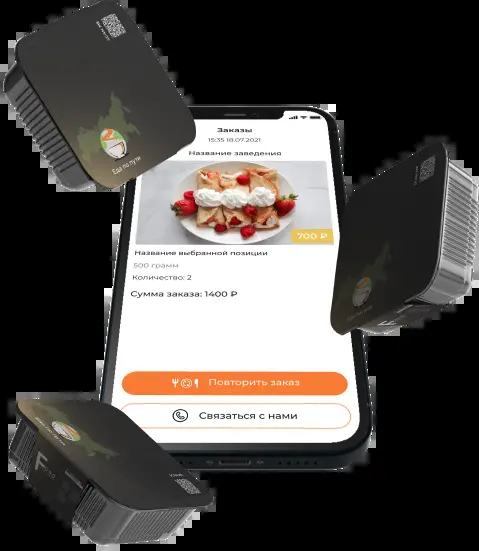 Еда по пути
Заказы
15:35 18.07.2021
Название заведения
700 ₽
Название выбранной позиции
500 грамм
Количество: 2
Сумма заказа: 1400 ₽
Повторить заказ
Связаться с нами